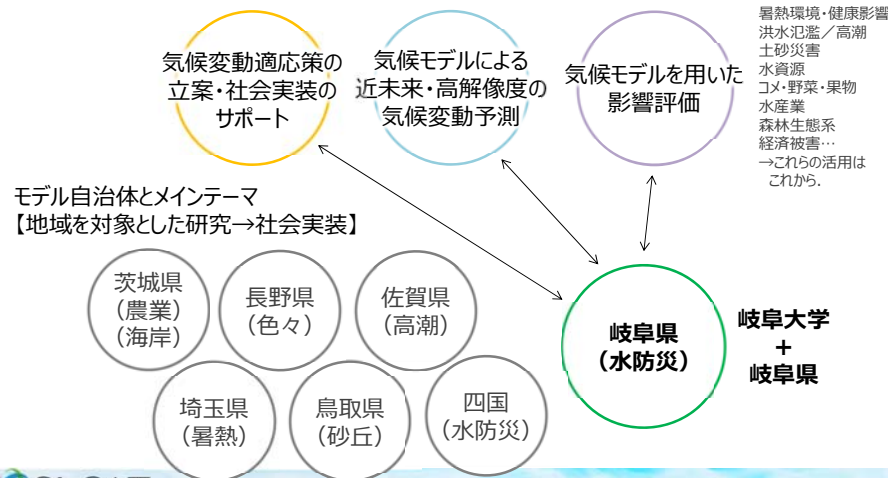 気候変動適応策の
立案・社会実装の
サポート
気候モデルによる
近未来・高解像度の
気候変動予測
気候モデルを用いた
影響評価
暑熱環境・健康影響
洪水氾濫／高潮
土砂災害
水資源
コメ・野菜・果物
水産業
森林生態系
経済被害…
→これらの活用は
これから.
モデル自治体とメインテーマ
【地域を対象とした研究→社会実装】
茨城県
（農業）
（海岸）
長野県
（色々）
佐賀県
（高潮）
埼玉県
（暑熱）
鳥取県
（砂丘）
四国
（水防災）
岐阜県
（水防災）
岐阜大学
+
岐阜県